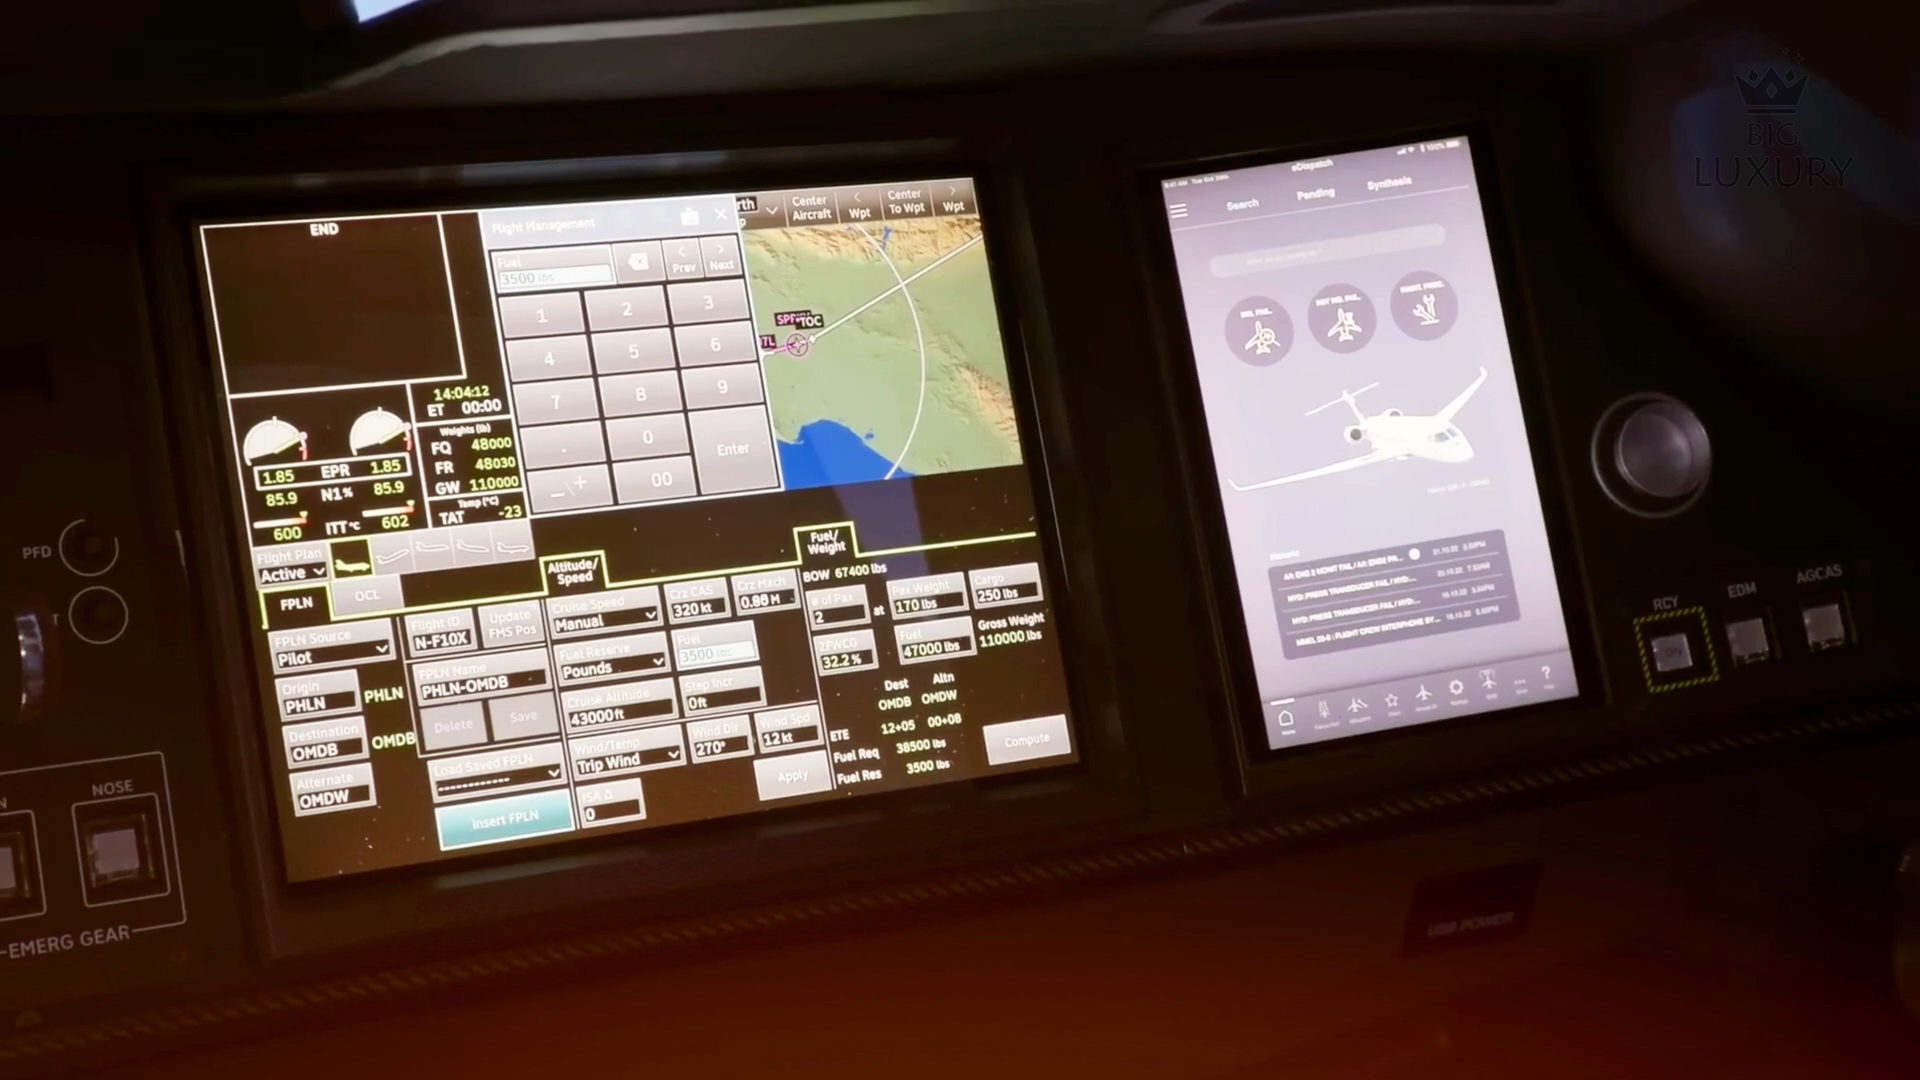 BIG
LUXURY
END
Flight Management
Fuel
3500 lbs
Prev
Next
1
2
3
4
5
6
7
8
9
.
0
00
Enter
Center
Aircraft
Wpt
Center
To Wpt
Wpt
TOC
14:04:12
ET 00:00
Weights (lb)
FQ 48000
FR 48030
GW 110000
Temp (°C)
TAT -23
1.85 EPR 1.85
85.9 N1% 85.9
600 ITT °C 602
Flight Plan
Active
FPLN
OCL
Altitude/
Speed
Fuel/
Weight
FPLN Source
Pilot
Origin
PHLN
PHLN
Destination
OMDB
OMDB
Alternate
OMDW
Flight ID
N-F10X
Update
FMS Pos
FPLN Name
PHLN-OMDB
Delete
Save
Load Saved FPLN
----------
Insert FPLN
Cruise Speed
Manual
Crz CAS
320 kt
Crz Mach
0.86 M
Fuel Reserve
Pounds
Fuel
3500 lbs
Cruise Altitude
43000ft
Step Incr
0ft
Wind/Temp
Trip Wind
Wind Dir
270°
Wind Spd
12kt
ISA Δ
0
Apply
BOW 67400 lbs
# of Pax
2
at
Pax Weight
170 lbs
Cargo
250 lbs
ZFWCG
32.2 %
Fuel
47000 lbs
Gross Weight
110000 lbs
Dest Altn
OMDB OMDW
ETE 12+05 00+08
Fuel Req 38500 lbs
Fuel Res 3500 lbs
Compute
eDispatch
100%
Search
Pending
Synthesis
PFD
NOSE
EMERG GEAR
RCY
ON
EDM
AGCAS
USB POWER